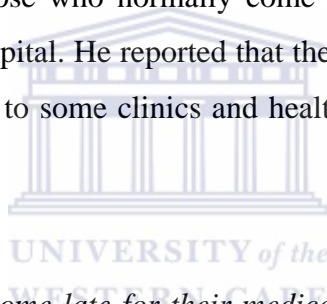 ose who normally come
pital. He reported that the
to some clinics and healt
UNIVERSITY of the
WESTERN CAPE
ome late for their medic